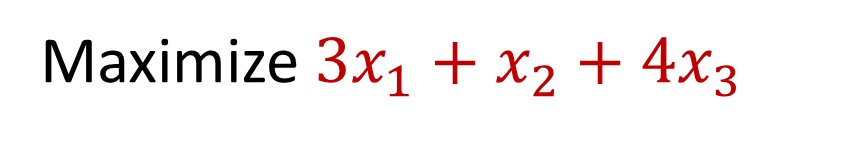 Maximize 3x₁ + x₂ + 4x₃